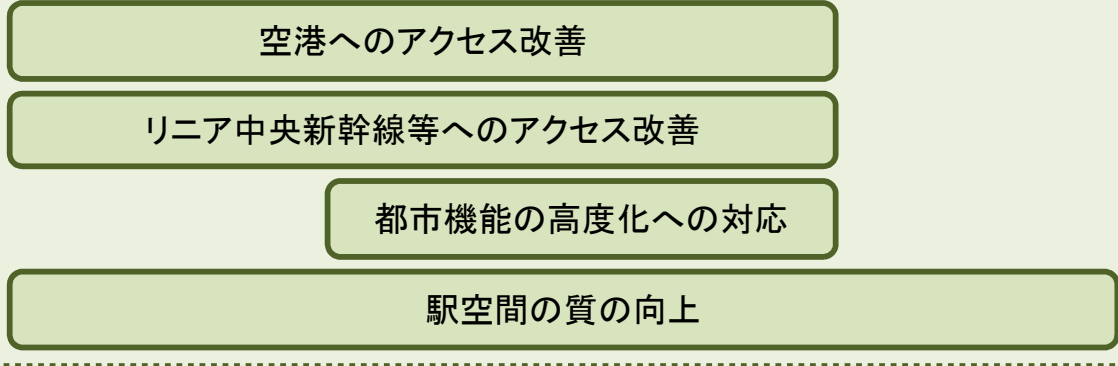 空港へのアクセス改善
リニア中央新幹線等へのアクセス改善
都市機能の高度化への対応
駅空間の質の向上